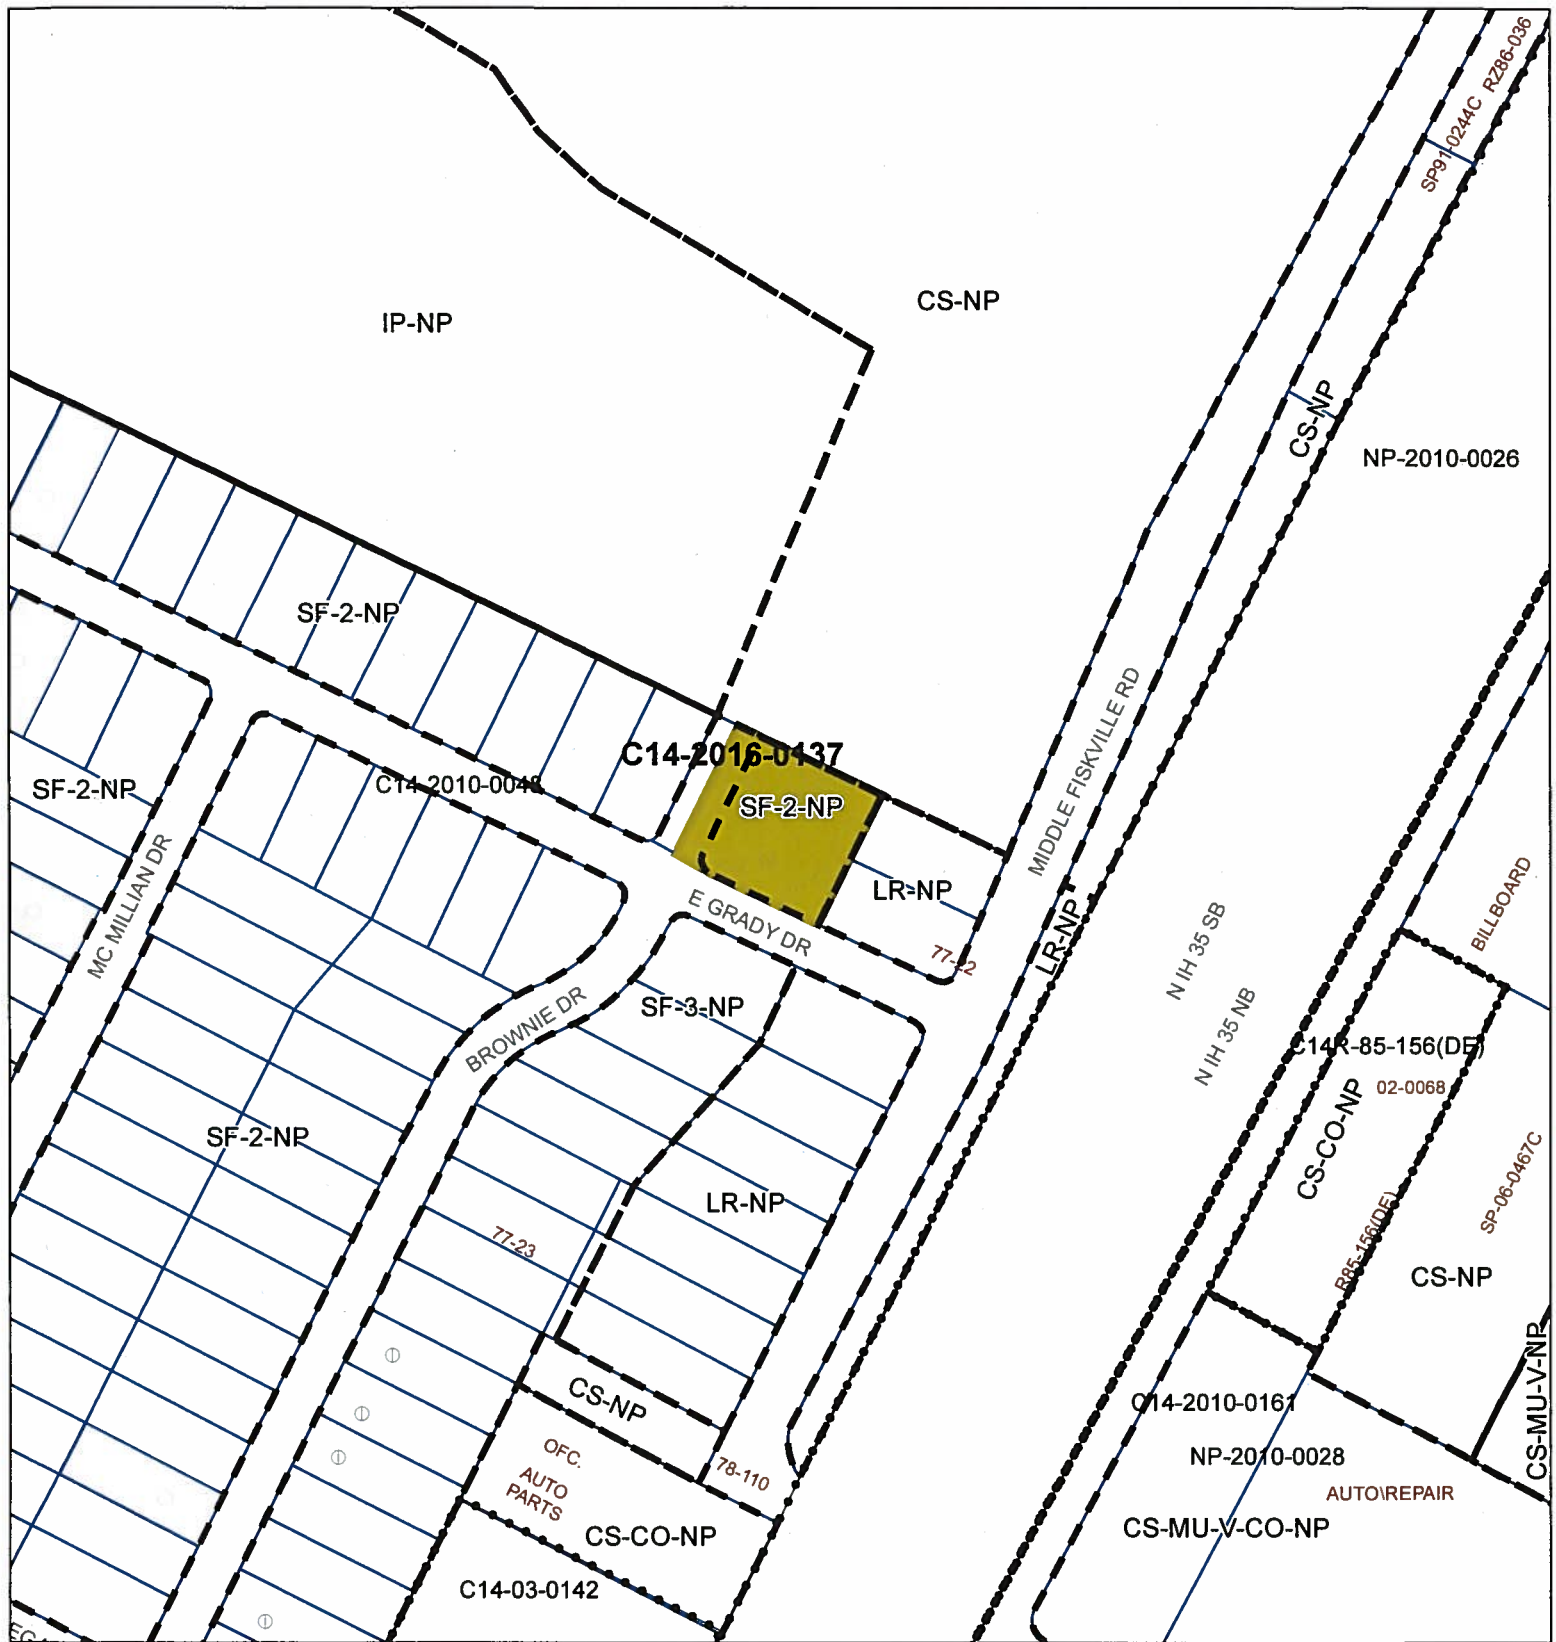 RZ86-036
SP91-0244C
CS-NP
IP-NP
CS-NP
NP-2010-0026
SF-2-NP
MIDDLE FISKVILLE RD
C14-2016-0137
SF-2-NP
C14-2010-0048
SF-2-NP
MC MILLIAN DR
LR-NP
E GRADY DR
77-22
LR-NP
N IH 35 SB
BILLBOARD
SF-3-NP
BROWNIE DR
N IH 35 NB
C14R-85-156(DE)
02-0068
CS-CO-NP
SF-2-NP
SP-06-0467C
LR-NP
77-23
R85-156(DE)
CS-NP
CS-MU-V-NP
CS-NP
C14-2010-0161
OFC.
AUTO
PARTS
78-110
NP-2010-0028
AUTO\REPAIR
CS-CO-NP
CS-MU-V-CO-NP
C14-03-0142